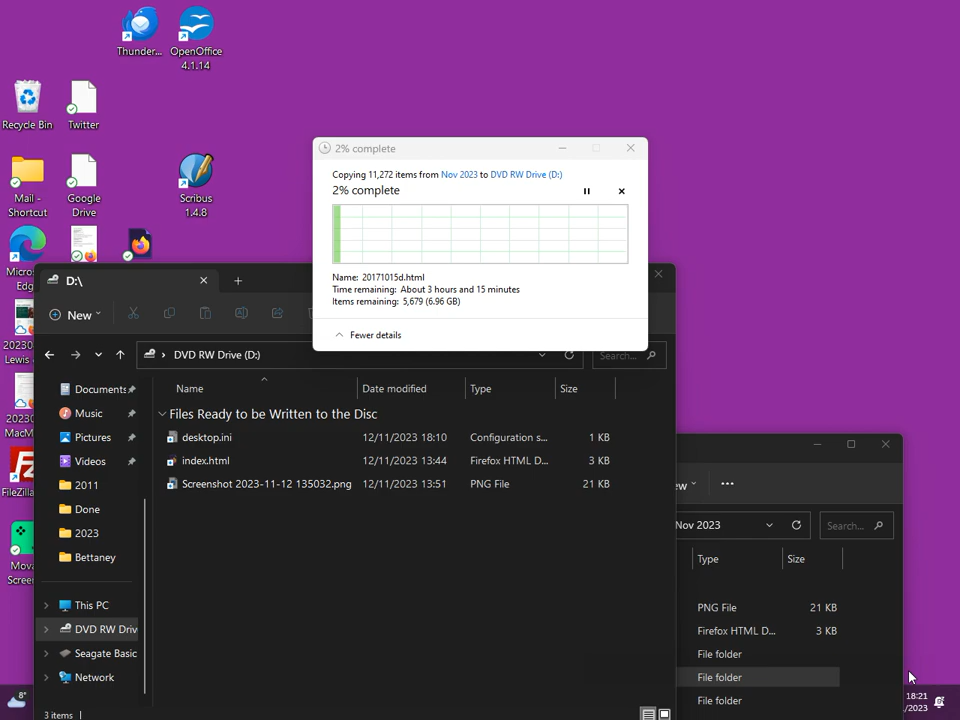 Thunder...
OpenOffice
4.1.14
Recycle Bin
Twitter
Mail -
Shortcut
Google
Drive
Scribus
1.4.8
2% complete
Copying 11,272 items from Nov 2023 to DVD RW Drive (D:)
2% complete
Name: 20171015d.html
Time remaining: About 3 hours and 15 minutes
Items remaining: 5,679 (6.96 GB)
Fewer details
D:\
New
DVD RW Drive (D:)
Search...
Name
Date modified
Type
Size
Files Ready to be Written to the Disc
desktop.ini 12/11/2023 18:10 Configuration s... 1 KB
index.html 12/11/2023 13:44 Firefox HTML D... 3 KB
Screenshot 2023-11-12 135032.png 12/11/2023 13:51 PNG File 21 KB
Documents
Music
Pictures
Videos
2011
Done
2023
Bettaney
This PC
DVD RW Driv
Seagate Basic
Network
3 items
Nov 2023
Search...
Type
Size
PNG File 21 KB
Firefox HTML D... 3 KB
File folder
File folder
File folder
8°
18:21
/2023